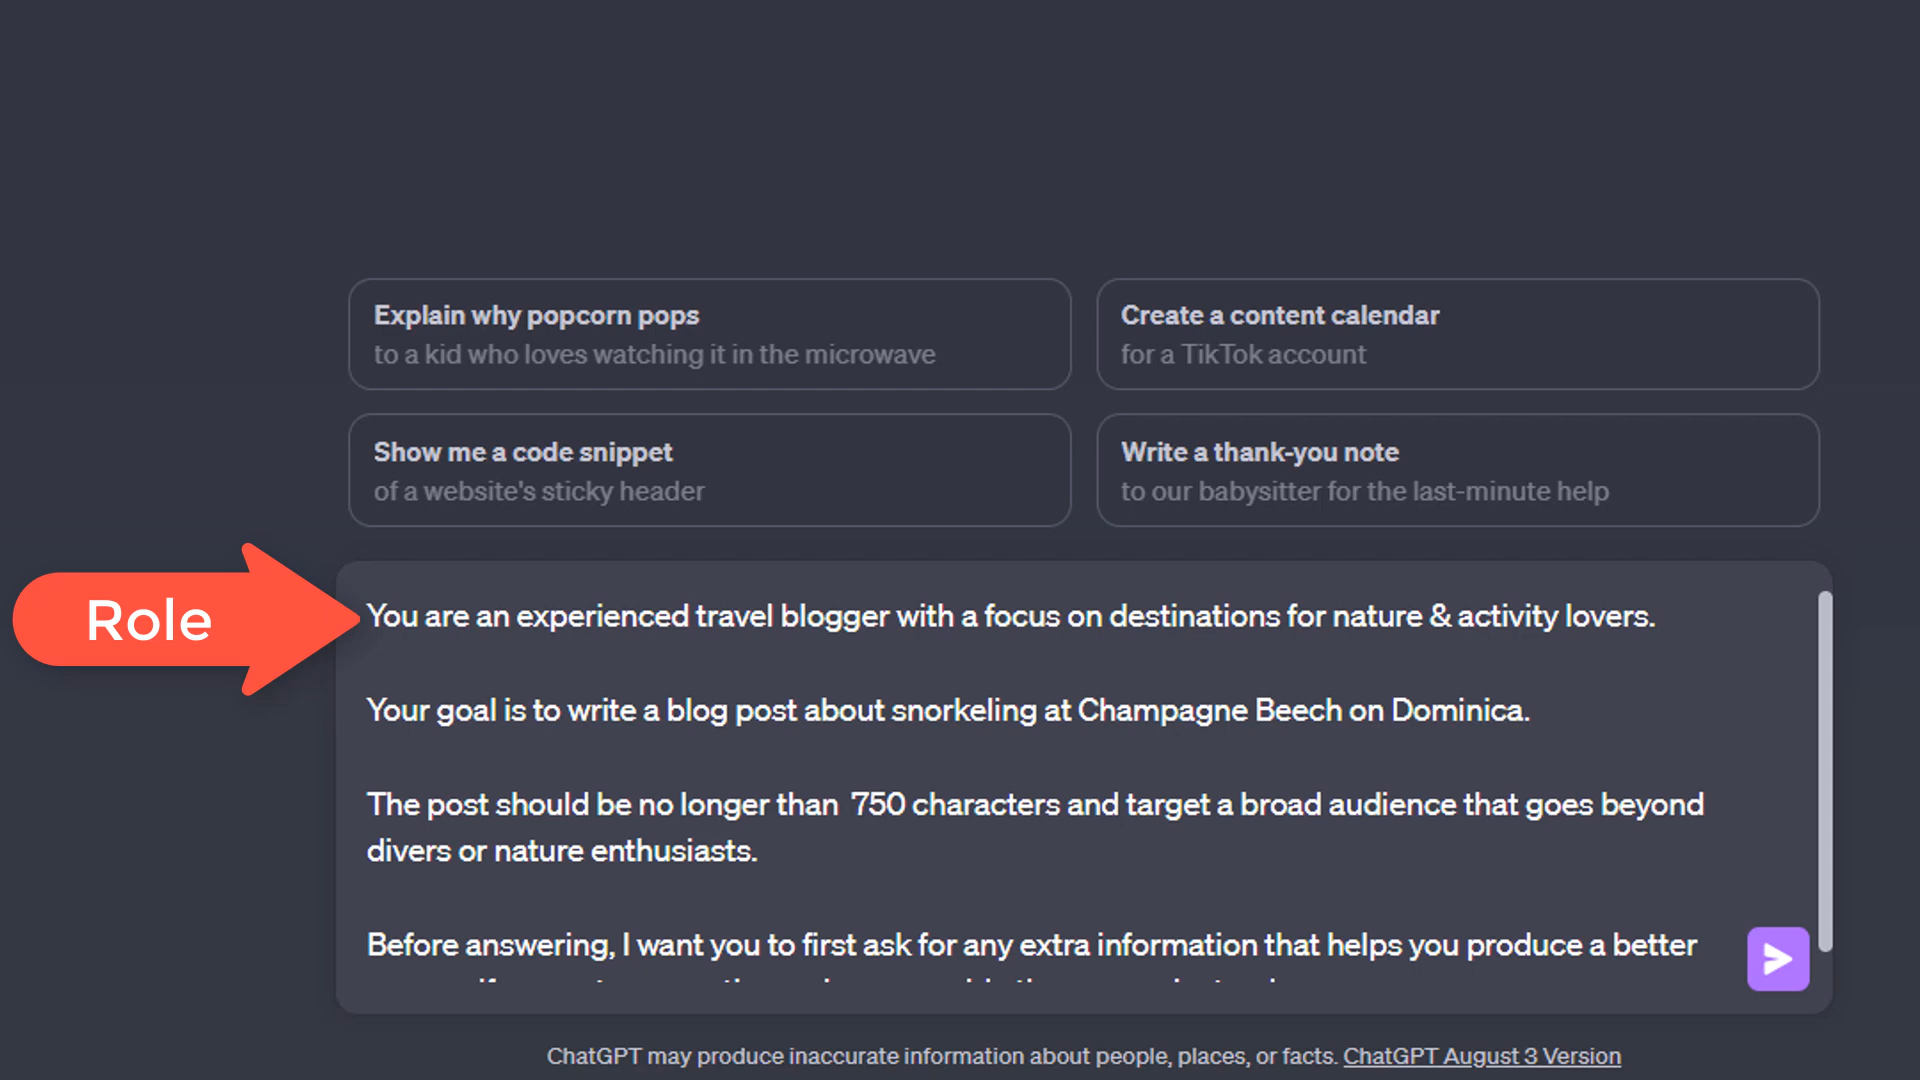 Explain why popcorn pops
to a kid who loves watching it in the microwave
Create a content calendar
for a TikTok account
Show me a code snippet
of a website's sticky header
Write a thank-you note
to our babysitter for the last-minute help
Role
You are an experienced travel blogger with a focus on destinations for nature & activity lovers.
Your goal is to write a blog post about snorkeling at Champagne Beech on Dominica.
The post should be no longer than  750 characters and target a broad audience that goes beyond
divers or nature enthusiasts.
Before answering, I want you to first ask for any extra information that helps you produce a better
ChatGPT may produce inaccurate information about people, places, or facts. ChatGPT August 3 Version